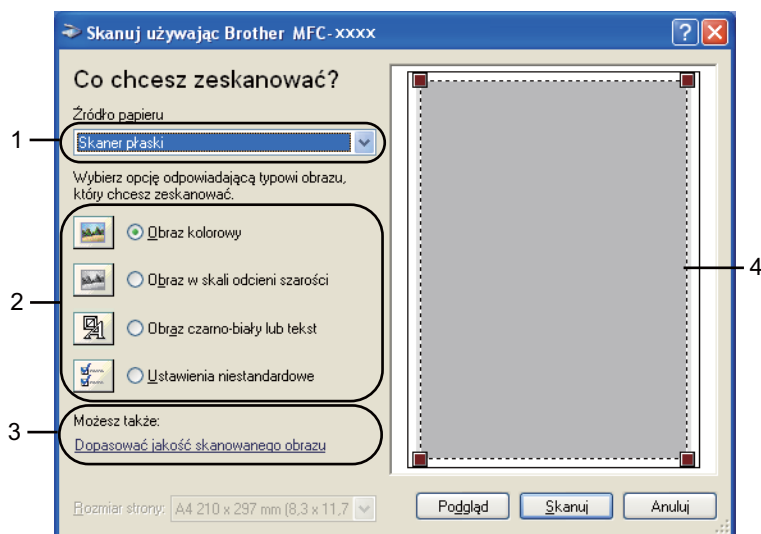 Skanuj używając Brother MFC-xxxx
Co chcesz zeskanować?
Źródło papieru
1
Skaner płaski
Wybierz opcję odpowiadającą typowi obrazu,
który chcesz zeskanować.
2
Obraz kolorowy
Obraz w skali odcieni szarości
Obraz czarno-biały lub tekst
Ustawienia niestandardowe
3
Możesz także:
Dopasować jakość skanowanego obrazu
Rozmiar strony: A4 210 x 297 mm (8,3 x 11,7
4
Podgląd Skanuj Anuluj